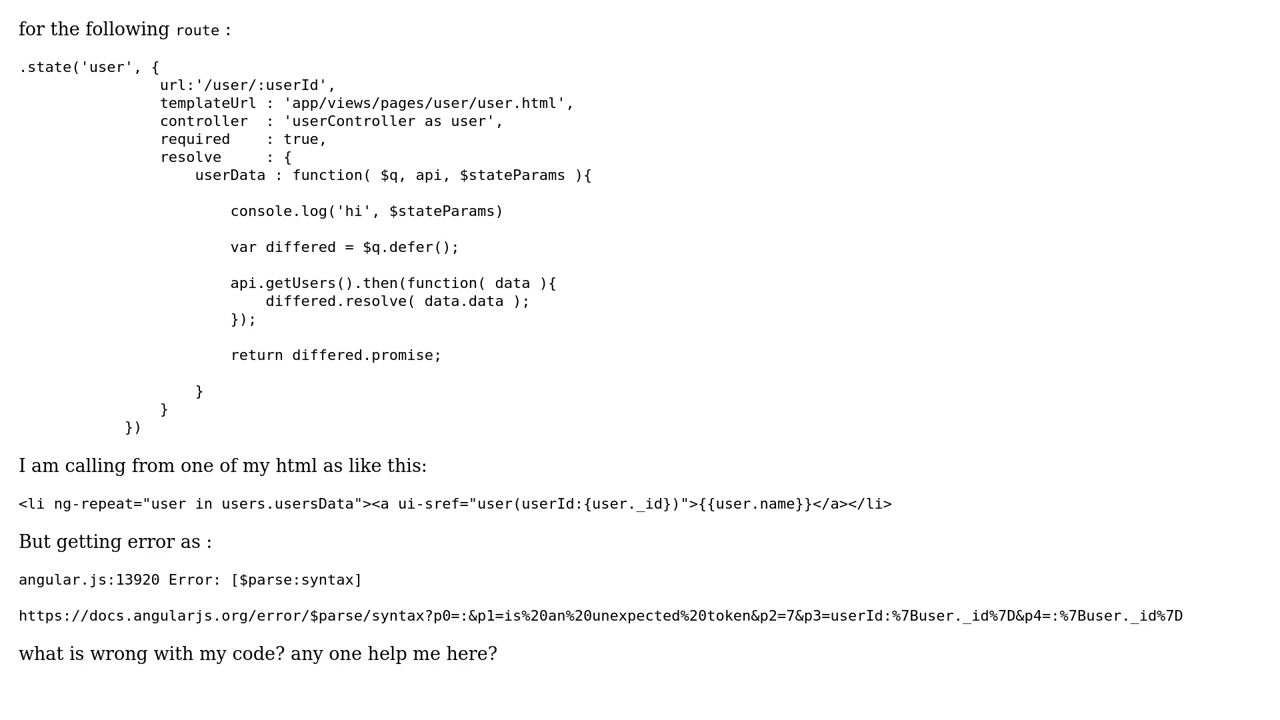 for the following route :
.state('user', {
                url:'/user/:userId',
                templateUrl : 'app/views/pages/user/user.html',
                controller  : 'userController as user',
                required    : true,
                resolve     : {
                    userData : function( $q, api, $stateParams ){

                        console.log('hi', $stateParams)

                        var differed = $q.defer();

                        api.getUsers().then(function( data ){
                            differed.resolve( data.data );
                        });

                        return differed.promise;

                    }
                }
            })
I am calling from one of my html as like this:
<li ng-repeat="user in users.usersData"><a ui-sref="user(userId:{user._id})">{{user.name}}</a></li>
But getting error as :
angular.js:13920 Error: [$parse:syntax]
https://docs.angularjs.org/error/$parse/syntax?p0=:&p1=is%20an%20unexpected%20token&p2=7&p3=userId:%7Buser._id%7D&p4=:%7Buser._id%7D
what is wrong with my code? any one help me here?